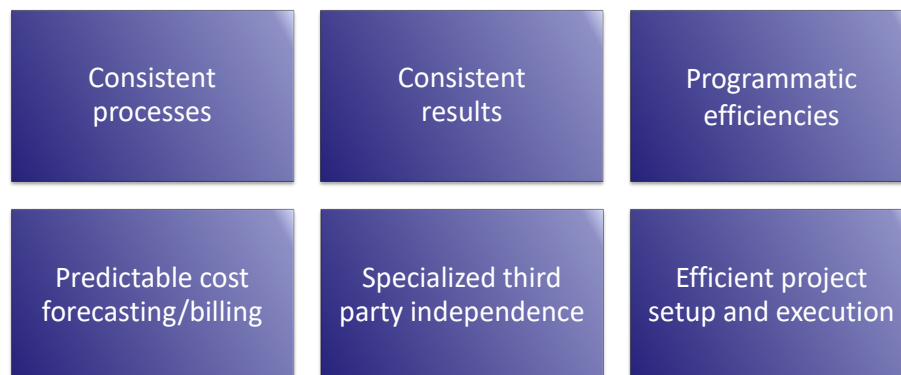 Consistent
processes
Consistent
results
Programmatic
efficiencies
Predictable cost
forecasting/billing
Specialized third
party independence
Efficient project
setup and execution